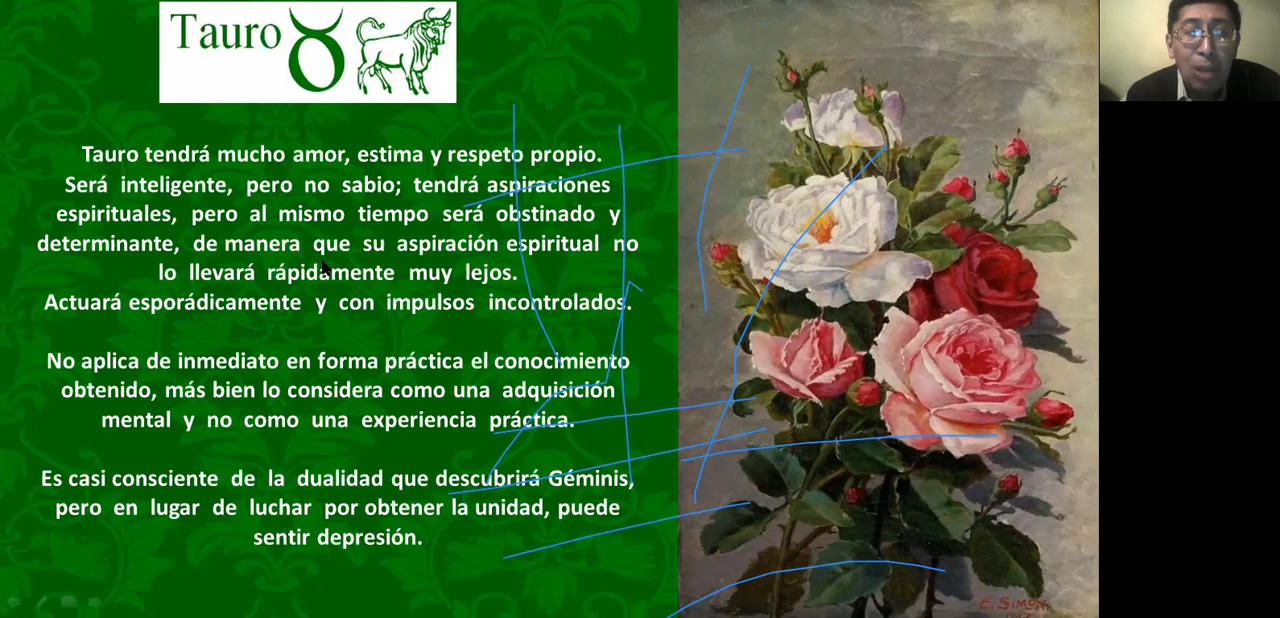 Tauro
Tauro tendrá mucho amor, estima y respeto propio.
Será inteligente, pero no sabio; tendrá aspiraciones
espirituales, pero al mismo tiempo será obstinado y
determinante, de manera que su aspiración espiritual no
lo llevará rápidamente muy lejos.
Actuará esporádicamente y con impulsos incontrolados.
No aplica de inmediato en forma práctica el conocimiento
obtenido, más bien lo considera como una adquisición
mental y no como una experiencia práctica.
Es casi consciente de la dualidad que descubrirá Géminis,
pero en lugar de luchar por obtener la unidad, puede
sentir depresión.
E. Simon